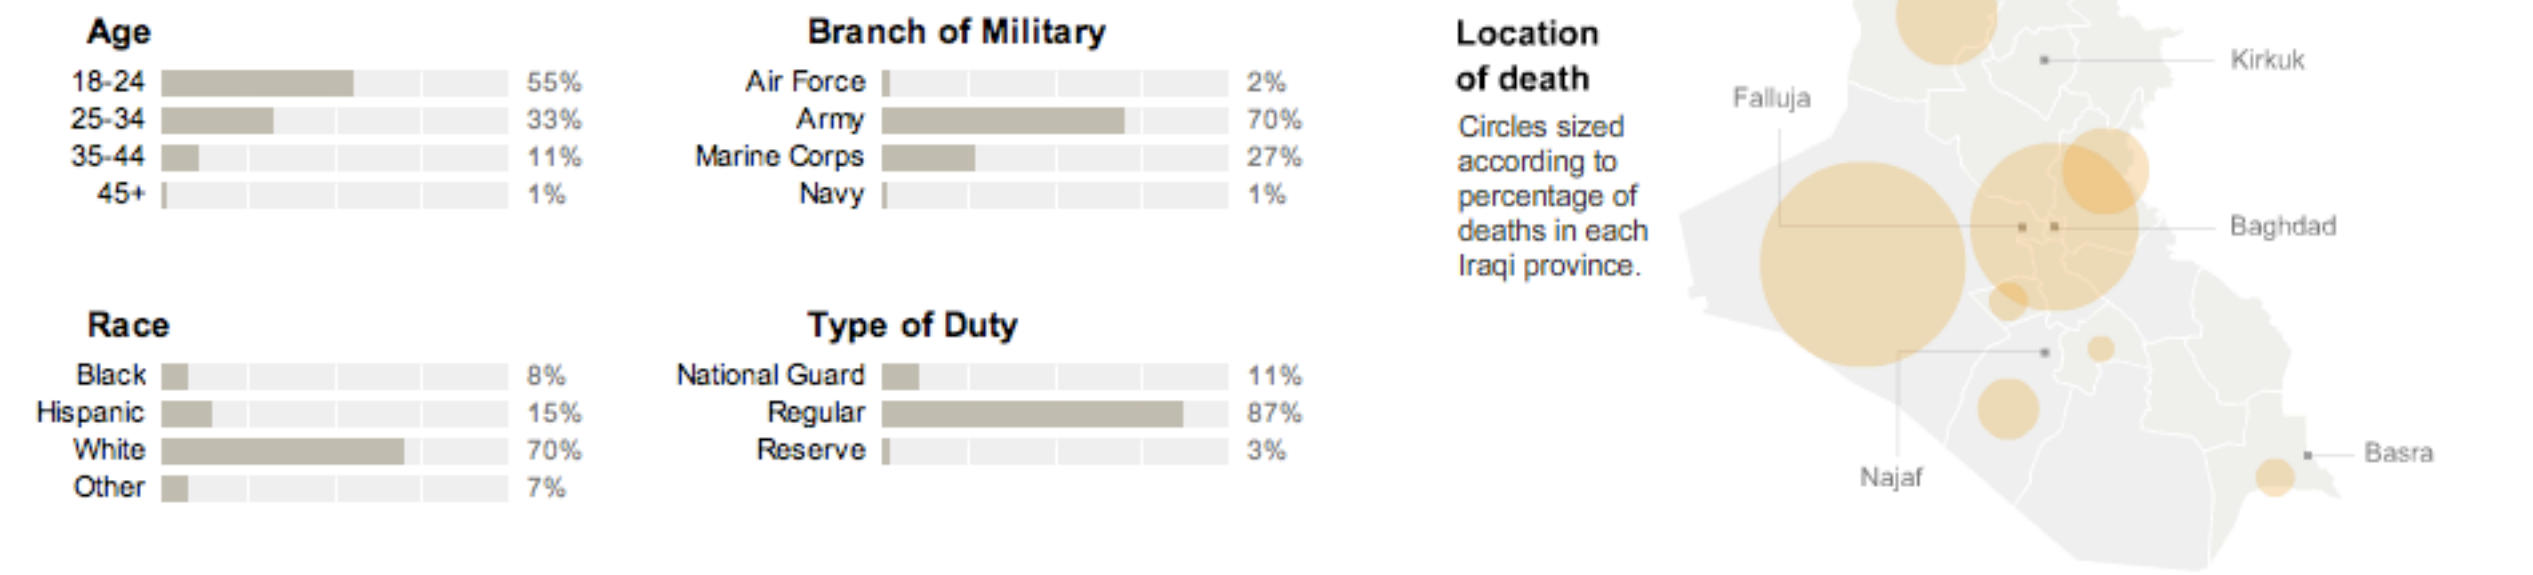 Age
18-24 55%
25-34 33%
35-44 11%
45+ 1%
Race
Black 8%
Hispanic 15%
White 70%
Other 7%
Branch of Military
Air Force 2%
Army 70%
Marine Corps 27%
Navy 1%
Type of Duty
National Guard 11%
Regular 87%
Reserve 3%
Location
of death
Circles sized
according to
percentage of
deaths in each
Iraqi province.
Kirkuk
Falluja
Baghdad
Basra
Najaf